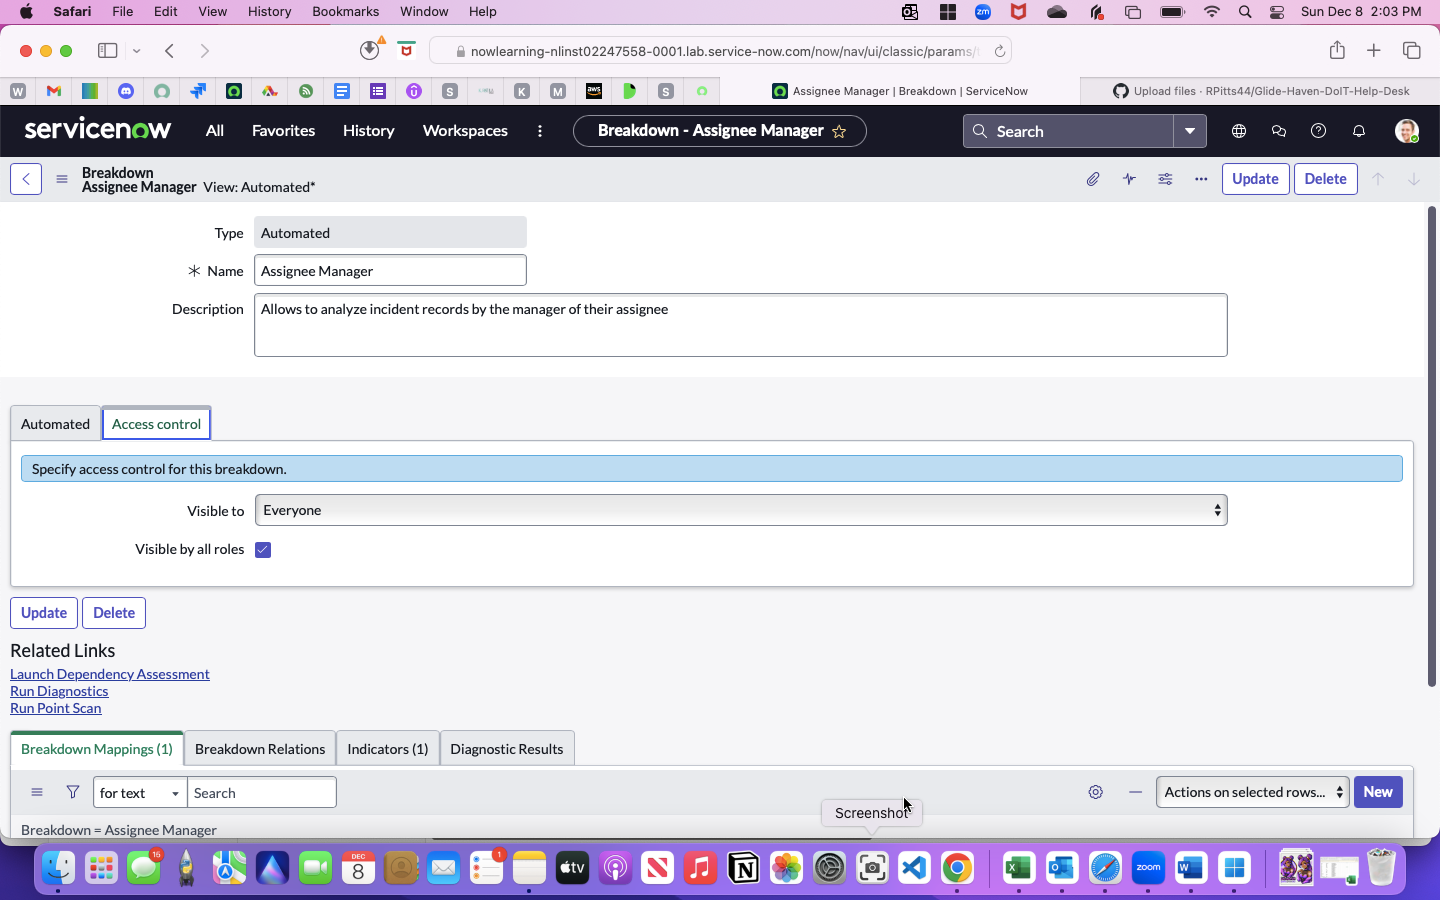 Safari File Edit View History Bookmarks Window Help zm Sun Dec 8 2:03 PM
nowlearning-nlinst02247558-0001.lab.service-now.com/now/nav/ui/classic/params/
W S K M aws S Assignee Manager | Breakdown | ServiceNow Upload files · RPitts44/Glide-Haven-DoIT-Help-Desk
servicenow All Favorites History Workspaces Breakdown - Assignee Manager Search
Breakdown
Assignee Manager View: Automated*
Update Delete
Type Automated
Name Assignee Manager
Description Allows to analyze incident records by the manager of their assignee
Automated Access control
Specify access control for this breakdown.
Visible to Everyone
Visible by all roles
Update Delete
Related Links
Launch Dependency Assessment
Run Diagnostics
Run Point Scan
Breakdown Mappings (1) Breakdown Relations Indicators (1) Diagnostic Results
for text Search Actions on selected rows... New
Screenshot
Breakdown = Assignee Manager
15 DEC 8 1 tv N zoom